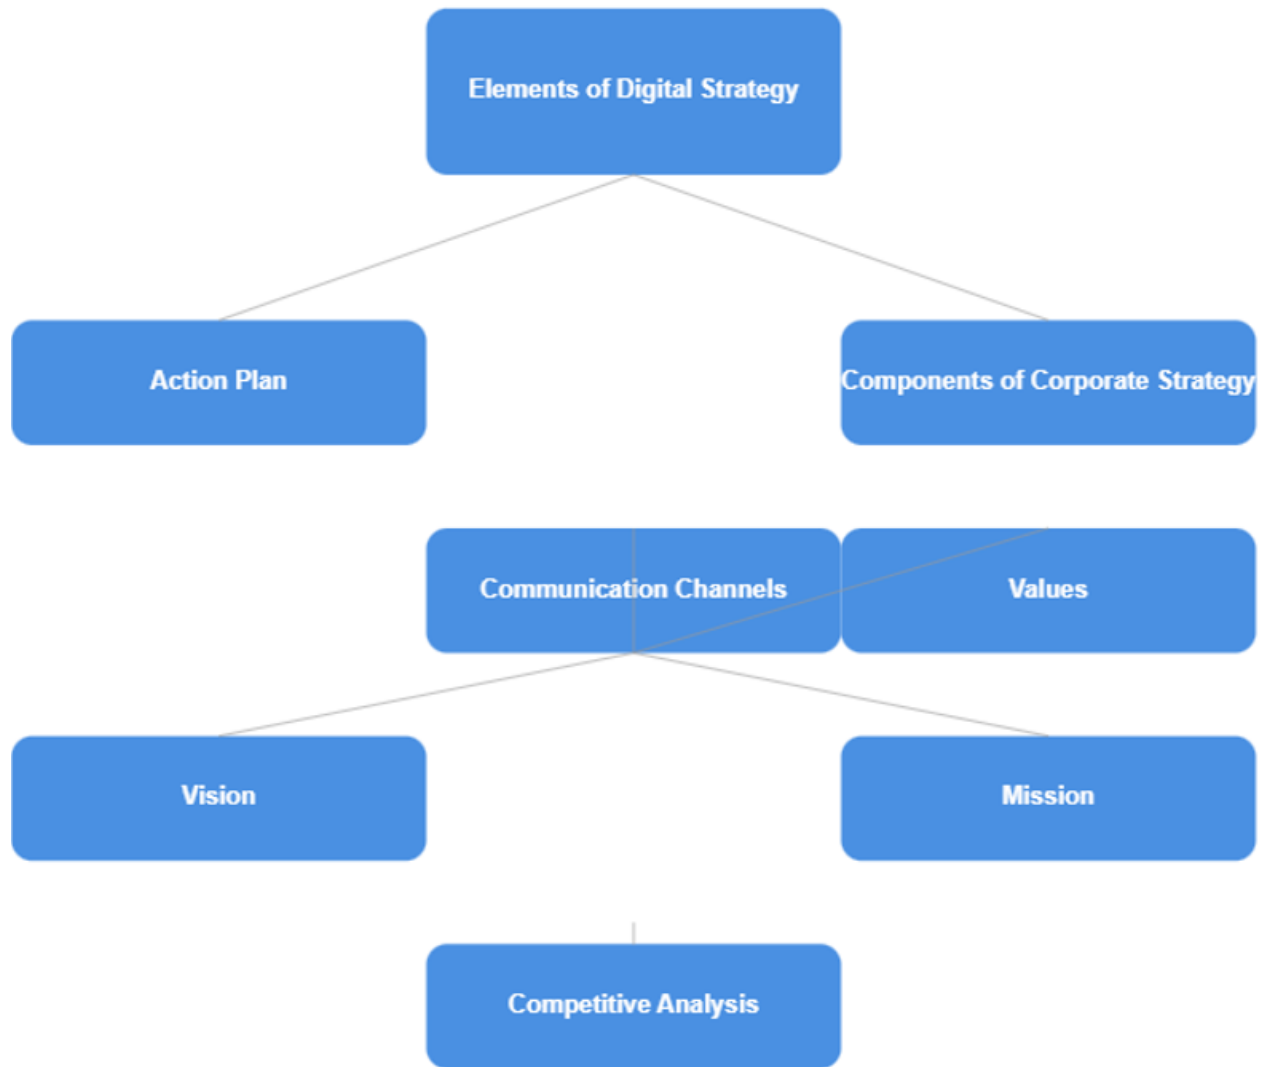 Elements of Digital Strategy
Action Plan
Components of Corporate Strategy
Communication Channels
Values
Vision
Mission
Competitive Analysis